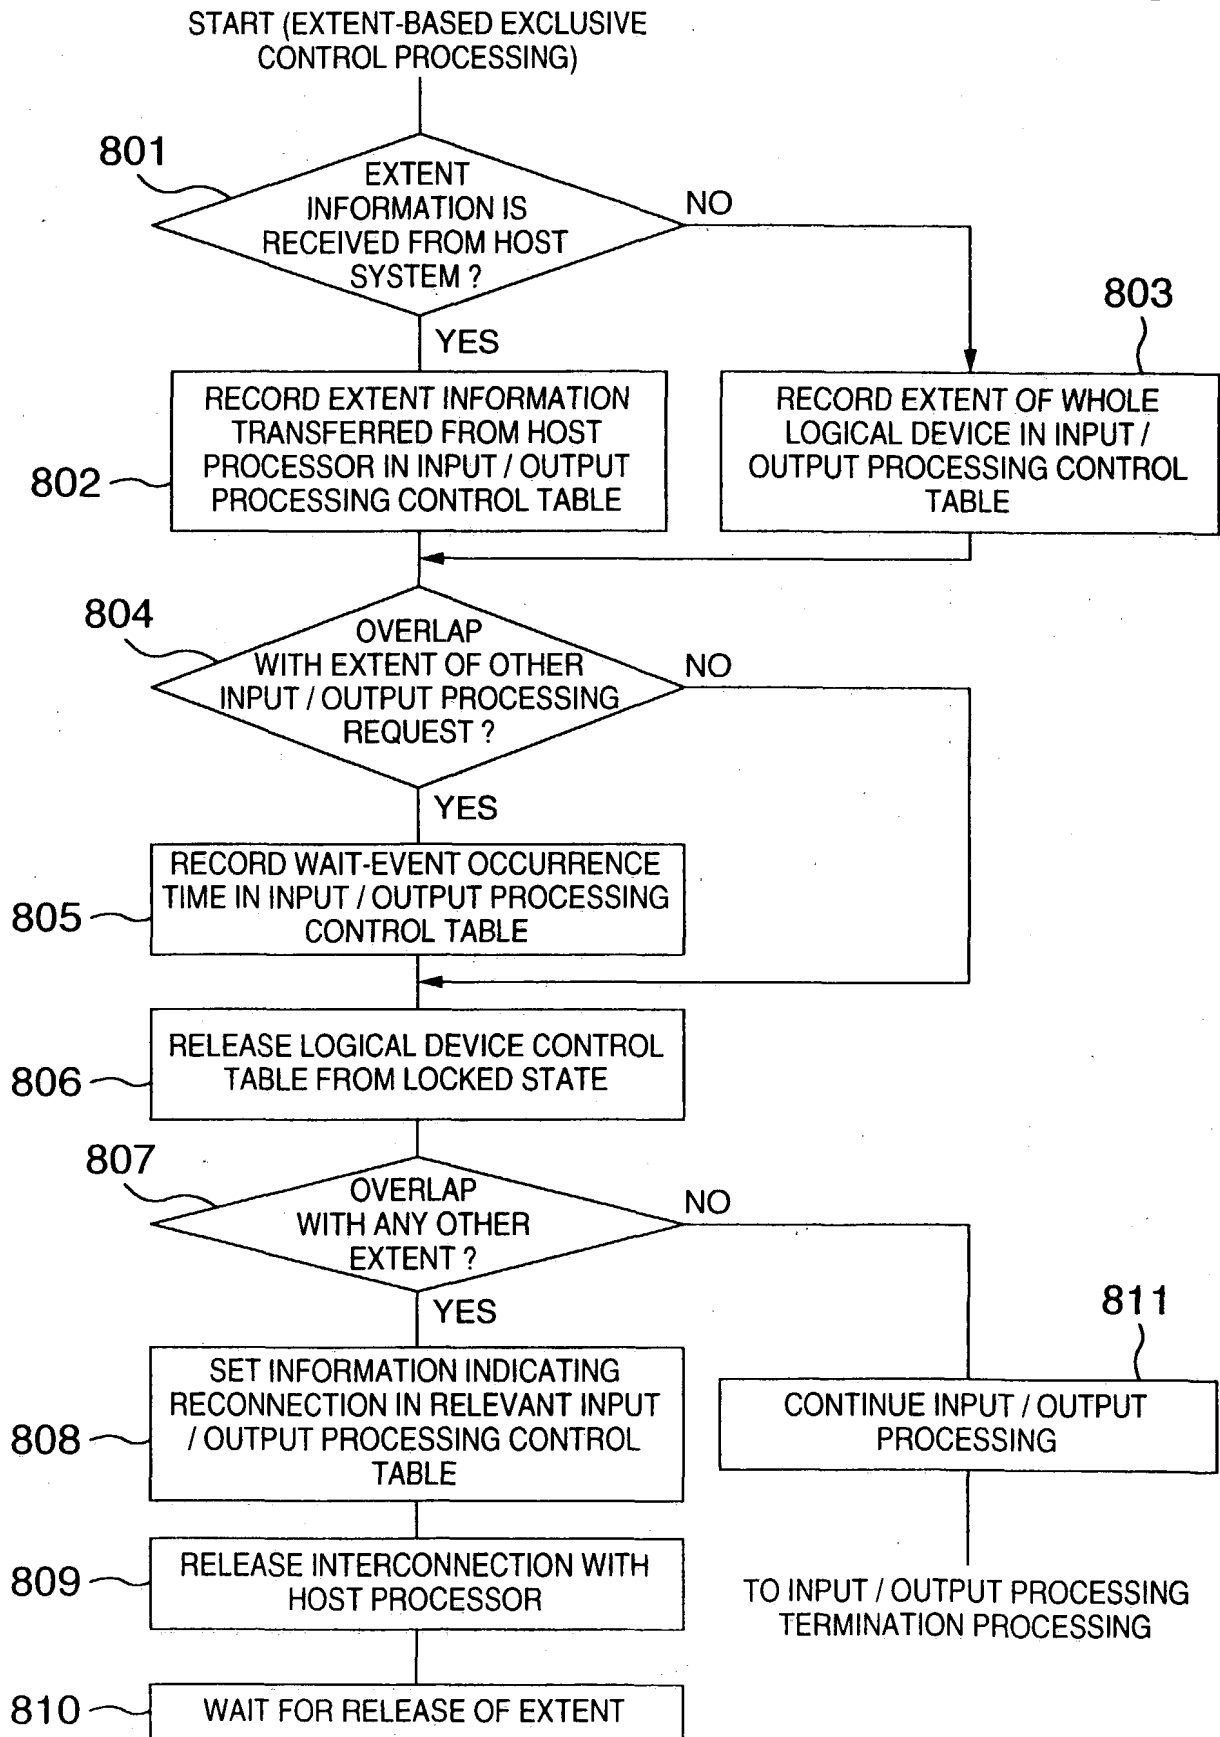 START (EXTENT-BASED EXCLUSIVE
CONTROL PROCESSING)
801
EXTENT
INFORMATION IS
RECEIVED FROM HOST
SYSTEM ?
NO
YES
803
802
RECORD EXTENT INFORMATION
TRANSFERRED FROM HOST
PROCESSOR IN INPUT / OUTPUT
PROCESSING CONTROL TABLE
RECORD EXTENT OF WHOLE
LOGICAL DEVICE IN INPUT /
OUTPUT PROCESSING CONTROL
TABLE
804
OVERLAP
WITH EXTENT OF OTHER
INPUT / OUTPUT PROCESSING
REQUEST ?
NO
YES
805
RECORD WAIT-EVENT OCCURRENCE
TIME IN INPUT / OUTPUT PROCESSING
CONTROL TABLE
806
RELEASE LOGICAL DEVICE CONTROL
TABLE FROM LOCKED STATE
807
OVERLAP
WITH ANY OTHER
EXTENT ?
NO
YES
811
808
SET INFORMATION INDICATING
RECONNECTION IN RELEVANT INPUT
/ OUTPUT PROCESSING CONTROL
TABLE
CONTINUE INPUT / OUTPUT
PROCESSING
809
RELEASE INTERCONNECTION WITH
HOST PROCESSOR
TO INPUT / OUTPUT PROCESSING
TERMINATION PROCESSING
810
WAIT FOR RELEASE OF EXTENT